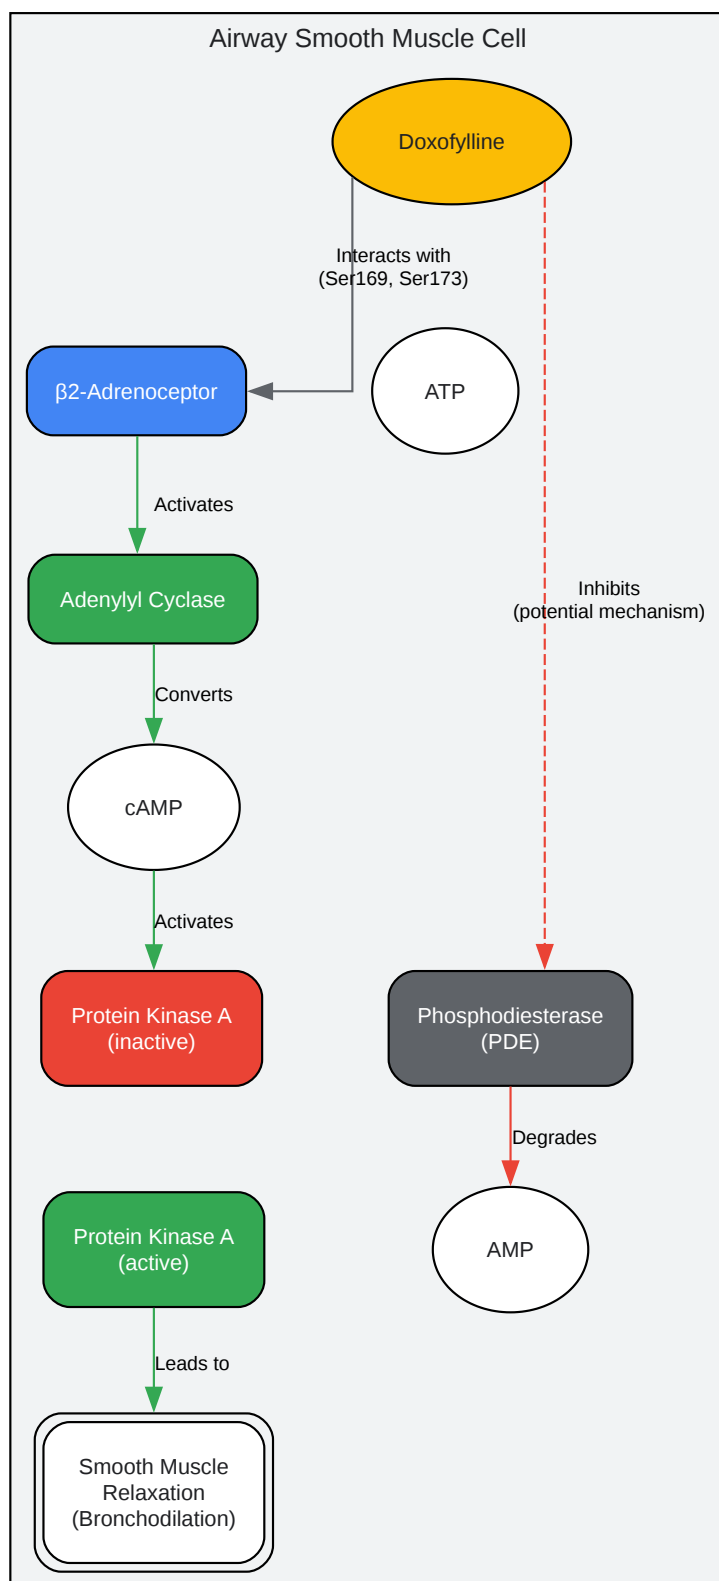 Airway Smooth Muscle Cell
Doxofylline
Interacts with
(Ser169, Ser173)
β2-Adrenoceptor
ATP
Activates
Adenylyl Cyclase
Inhibits
(potential mechanism)
Converts
cAMP
Activates
Protein Kinase A
(inactive)
Phosphodiesterase
(PDE)
Degrades
Protein Kinase A
(active)
AMP
Leads to
Smooth Muscle
Relaxation
(Bronchodilation)